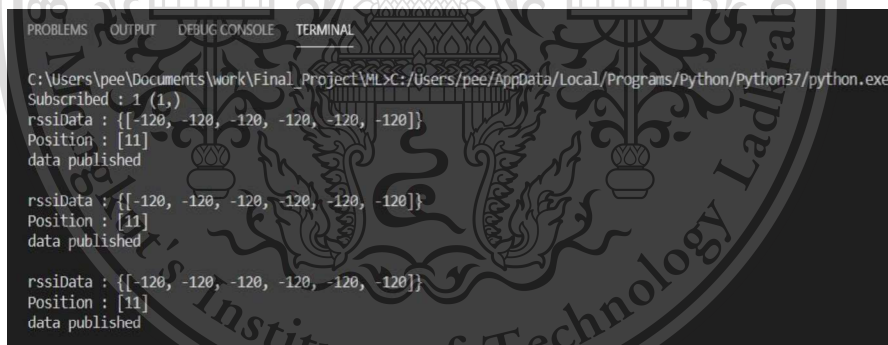 PROBLEMS OUTPUT DEBUG CONSOLE TERMINAL
C:\Users\pee\Documents\work\Final_Project\ML>C:/Users/pee/AppData/Local/Programs/Python/Python37/python.exe
Subscribed : 1 (1,)
rssiData : {[-120, -120, -120, -120, -120, -120]}
Position : [11]
data published
rssiData : {[-120, -120, -120, -120, -120, -120]}
Position : [11]
data published
rssiData : {[-120, -120, -120, -120, -120, -120]}
Position : [11]
data published